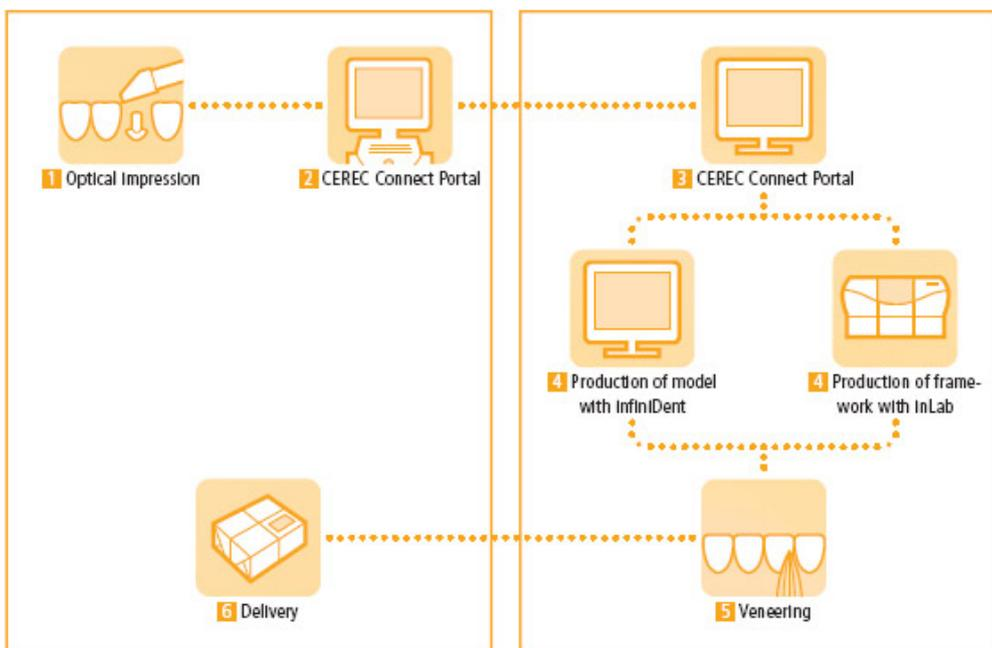 1 Optical Impression
2 CEREC Connect Portal
3 CEREC Connect Portal
4 Production of model
with infiniDent
4 Production of frame-
work with inLab
5 Veneering
6 Delivery